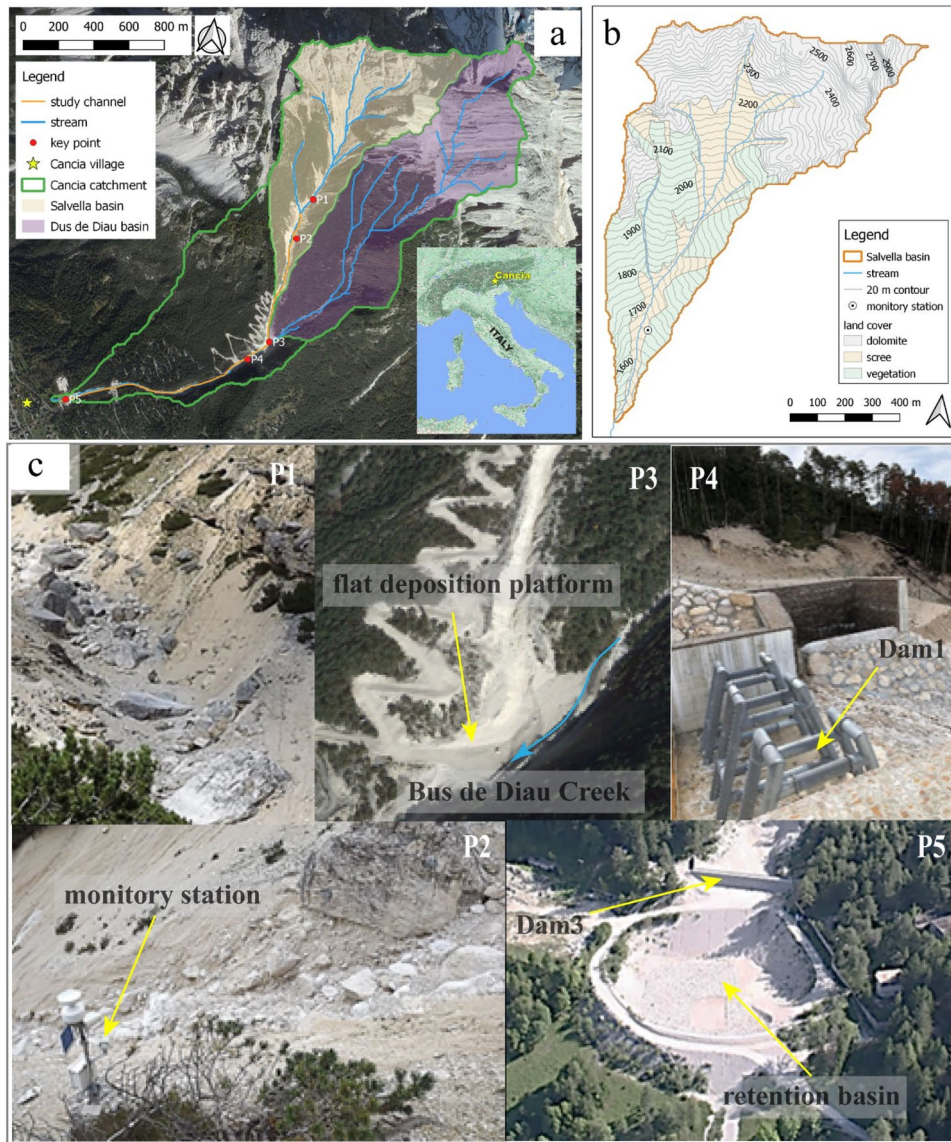 0 200 400 600 800 m
a
Legend
study channel
stream
key point
Cancia village
Cancia catchment
Salvella basin
Dus de Diau basin
P1
P2
P3
P4
P5
Cancia
ITALY
b
2500
2600
2700
2900
2300
2400
2200
2100
2000
1900
1800
1700
1600
Legend
Salvella basin
stream
20 m contour
monitory station
land cover
dolomite
scree
vegetation
0 100 200 300 400 m
c
P1
P3
flat deposition platform
Bus de Diau Creek
P4
Dam1
P2
monitory station
P5
Dam3
retention basin